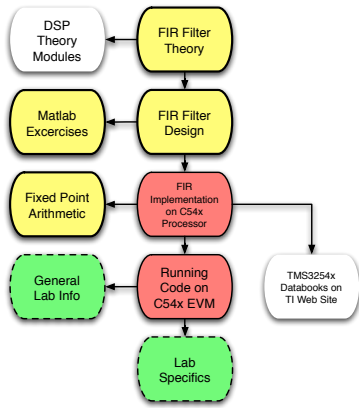 DSP
Theory
Modules
FIR Filter
Theory
Matlab
Excercises
FIR Filter
Design
Fixed Point
Arithmetic
FIR
Implementation
on C54x
Processor
General
Lab Info
Running
Code on
C54x EVM
TMS3254x
Databooks on
TI Web Site
Lab
Specifics